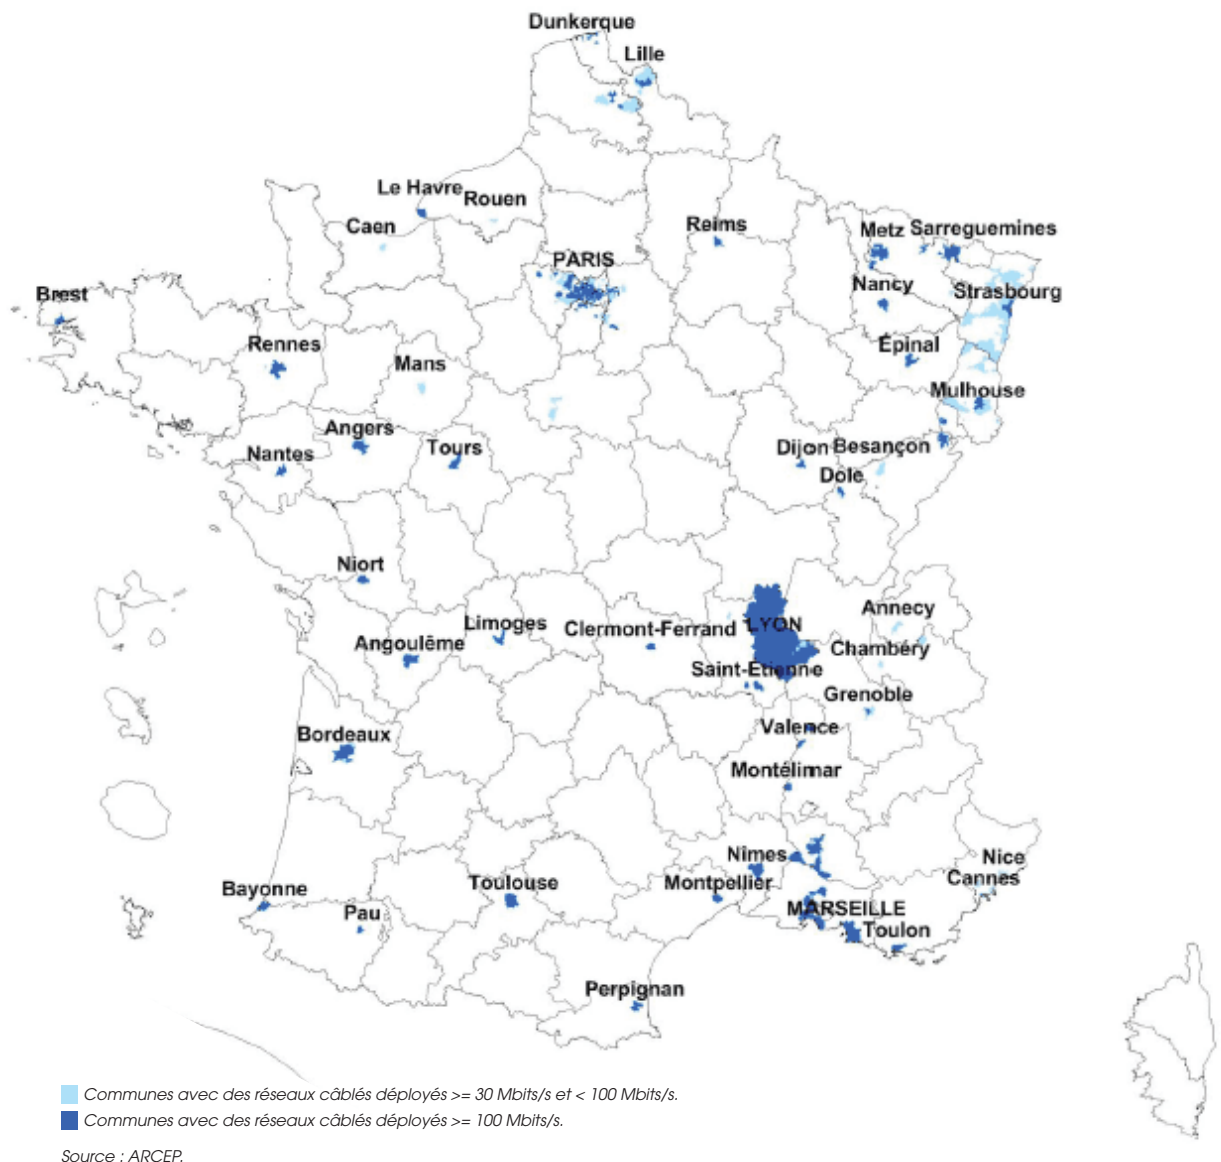 Dunkerque
Lille
Le Havre
Rouen
Caen
Reims
Metz
Sarreguemines
PARIS
Nancy
Strasbourg
Brest
Rennes
Épinal
Mans
Mulhouse
Angers
Tours
Nantes
Dijon
Besançon
Dôle
Niort
Annecy
Limoges
Clermont-Ferrand
LYON
Angoulême
Chambéry
Saint-Etienne
Grenoble
Valence
Bordeaux
Montélimar
Nîmes
Nice
Cannes
Bayonne
Toulouse
Montpellier
Pau
MARSEILLE
Toulon
Perpignan
Communes avec des réseaux câblés déployés >= 30 Mbits/s et < 100 Mbits/s.
Communes avec des réseaux câblés déployés >= 100 Mbits/s.
Source : ARCEP.